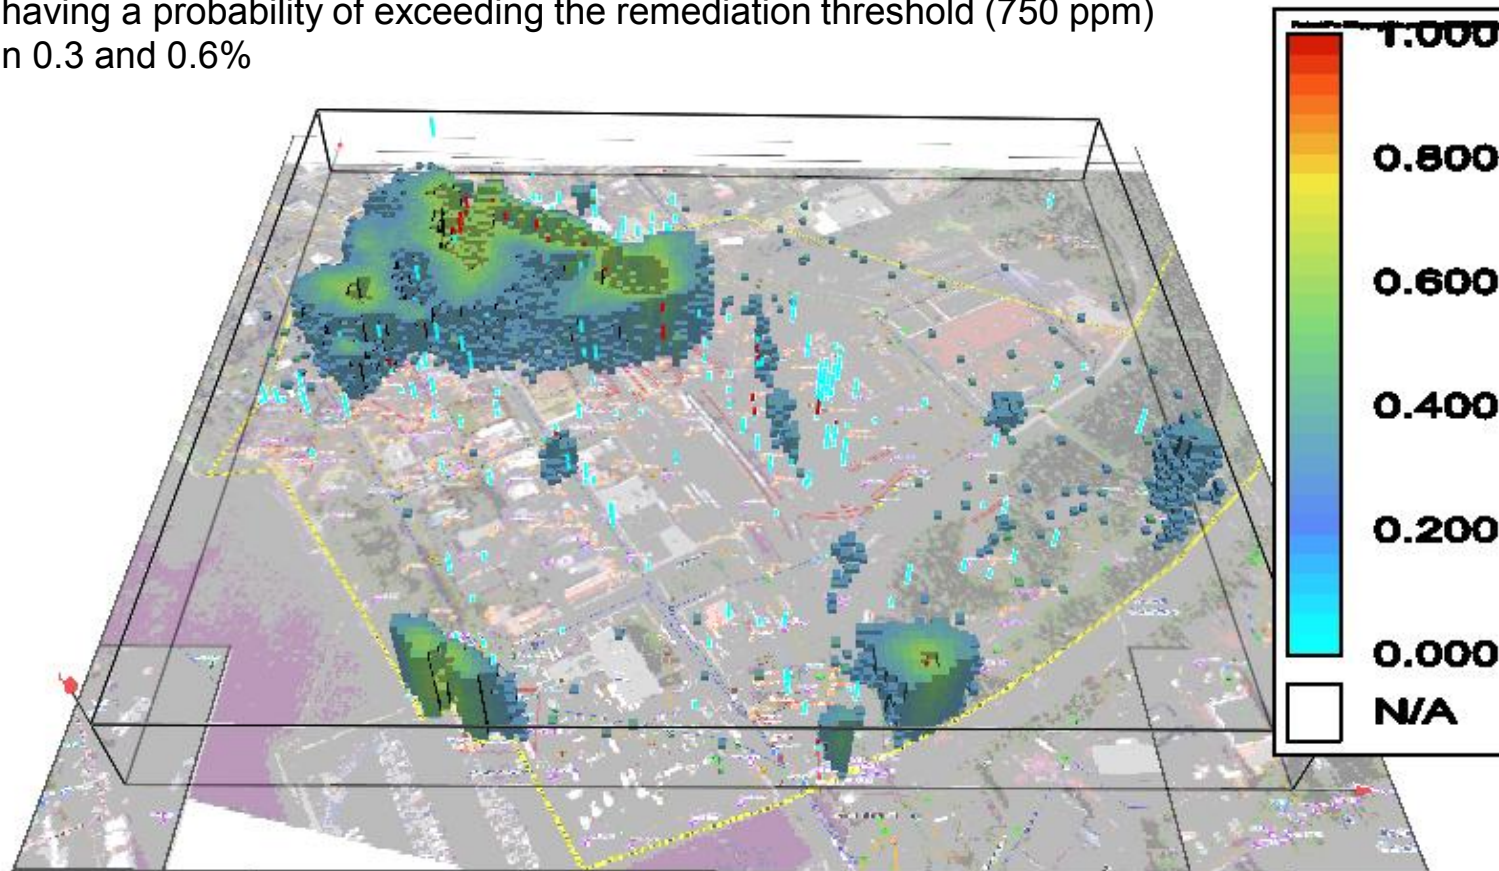 having a probability of exceeding the remediation threshold (750 ppm)
n 0.3 and 0.6%
1.000
0.800
0.600
0.400
0.200
0.000
N/A